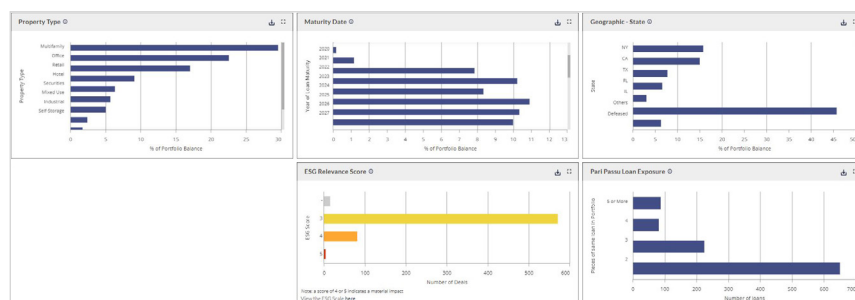 Property Type
Property Type
Multifamily
Office
Retail
Hotel
Securities
Mixed Use
Industrial
Self Storage
0 5 10 15 20 25 30
% of Portfolio Balance
Maturity Date
Year of Loan Maturity
2020
2021
2022
2023
2024
2025
2026
2027
0 1 2 3 4 5 6 7 8 9 10 11 12 13
% of Portfolio Balance
Geographic - State
State
NY
CA
TX
FL
IL
Others
Defeased
0 5 10 15 20 25 30 35 40 45 50
% of Portfolio Balance
ESG Relevance Score
ESG Score
-
3
4
5
0 100 200 300 400 500 600
Number of Deals
Note: a score of 4 or 5 indicates a material impact
View the ESG Scale here
Pari Passu Loan Exposure
Pieces of same loan in Portfolio
5 or More
4
3
2
0 100 200 300 400 500 600 700
Number of loans